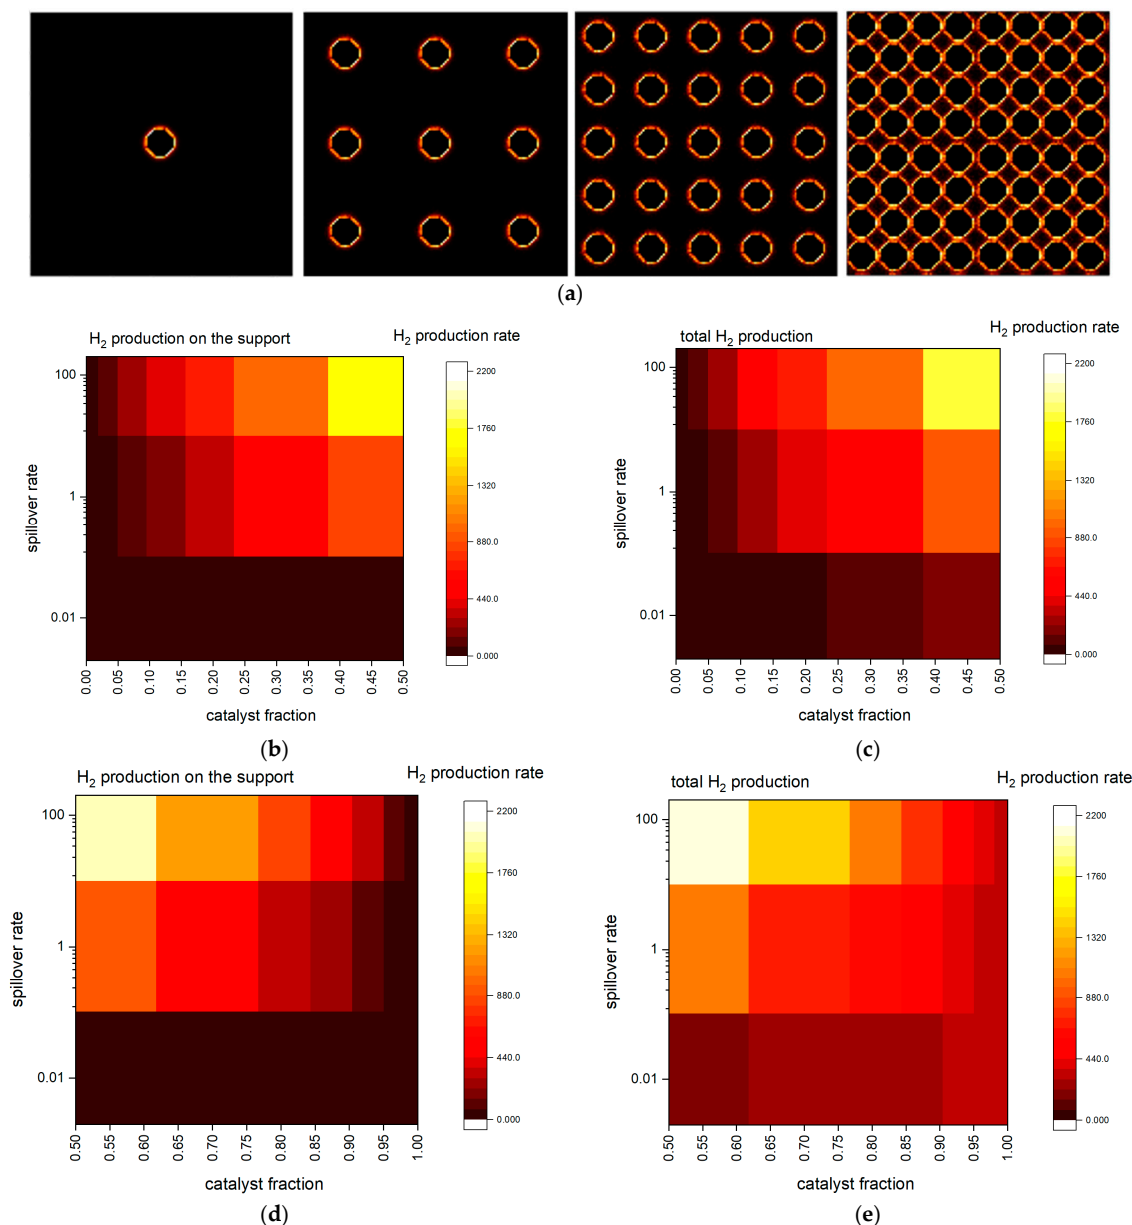 (a)
H2 production on the support
H2 production rate
spillover rate
100
1
0.01
0.00 0.05 0.10 0.15 0.20 0.25 0.30 0.35 0.40 0.45 0.50
catalyst fraction
2200
1760
1320
880.0
440.0
0.000
(b)
total H2 production
H2 production rate
spillover rate
100
1
0.01
0.00 0.05 0.10 0.15 0.20 0.25 0.30 0.35 0.40 0.45 0.50
catalyst fraction
2200
1760
1320
880.0
440.0
0.000
(c)
H2 production on the support
H2 production rate
spillover rate
100
1
0.01
0.50 0.55 0.60 0.65 0.70 0.75 0.80 0.85 0.90 0.95 1.00
catalyst fraction
2200
1760
1320
880.0
440.0
0.000
(d)
total H2 production
H2 production rate
spillover rate
100
1
0.01
0.50 0.55 0.60 0.65 0.70 0.75 0.80 0.85 0.90 0.95 1.00
catalyst fraction
2200
1760
1320
880.0
440.0
0.000
(e)